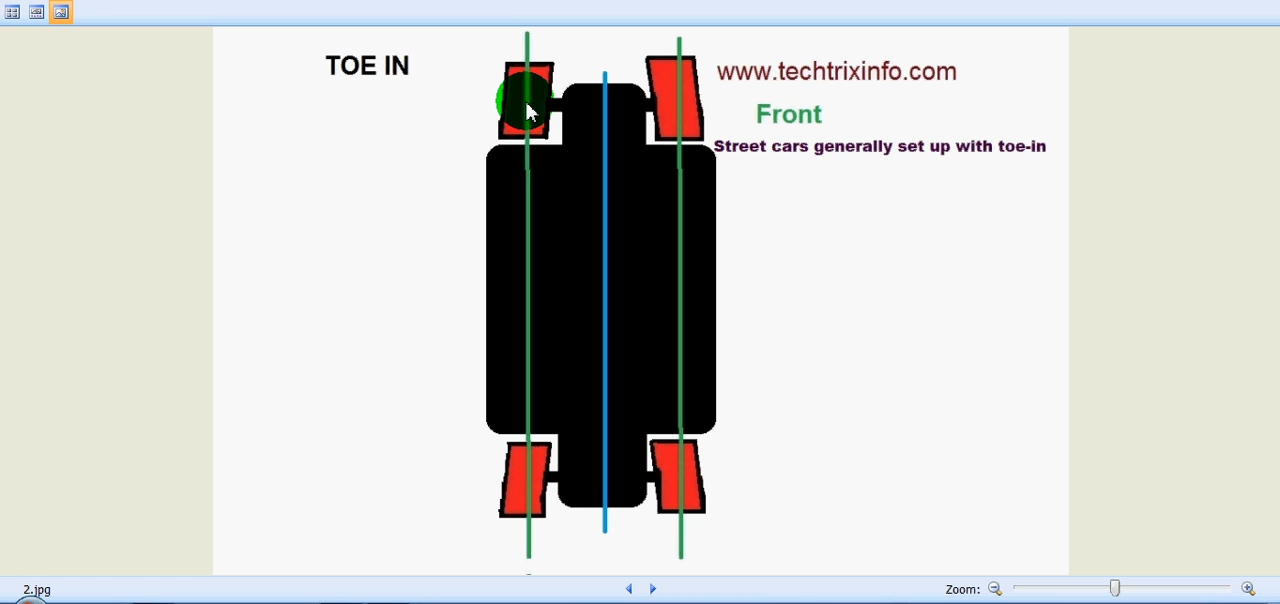 TOE IN
www.techtrixinfo.com
Front
Street cars generally set up with toe-in
2.jpg
Zoom: